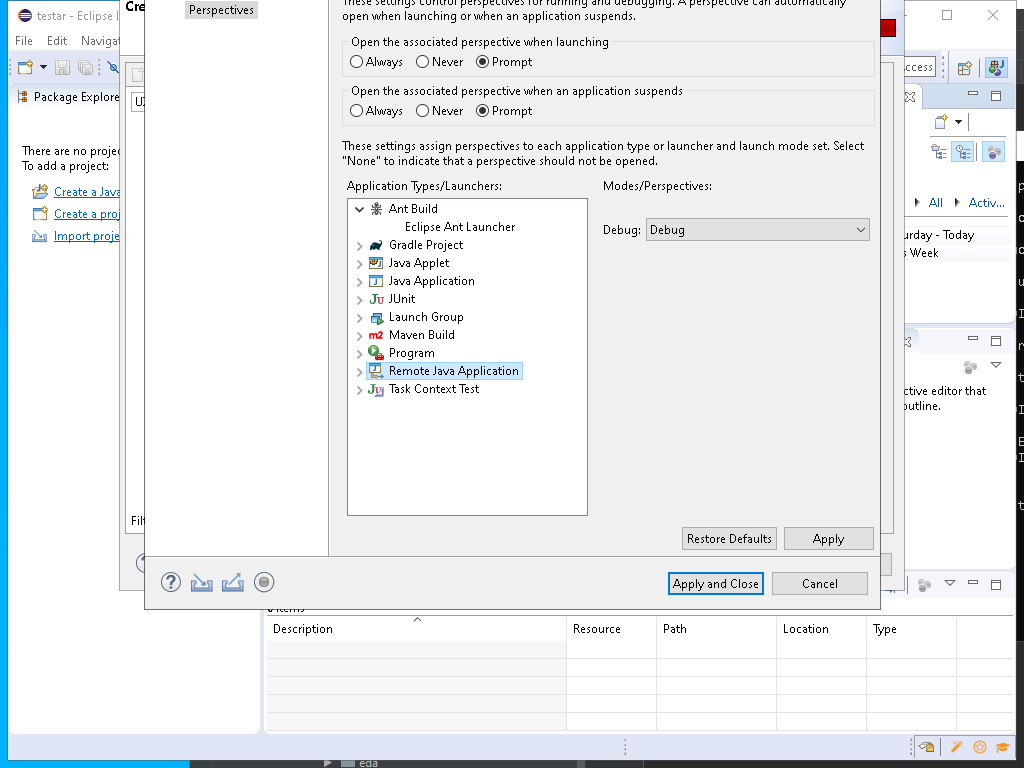 testar - Eclipse I
Cre
File Edit Navigat
Perspectives
These settings control perspectives for running and debugging. A perspective can automatically
open when launching or when an application suspends.
Open the associated perspective when launching
Always Never Prompt
Open the associated perspective when an application suspends
Always Never Prompt
These settings assign perspectives to each application type or launcher and launch mode set. Select
"None" to indicate that a perspective should not be opened.
Application Types/Launchers:
Modes/Perspectives:
Ant Build
Eclipse Ant Launcher
Gradle Project
Java Applet
Java Application
JUnit
Launch Group
Maven Build
Program
Remote Java Application
Task Context Test
Debug: Debug
Restore Defaults Apply
Apply and Close Cancel
Package Explore
There are no projec
To add a project:
Create a Java
Create a proj
Import proje
Filt
ccess
All Activ...
urday - Today
s Week
ctive editor that
outline.
Description Resource Path Location Type
eda